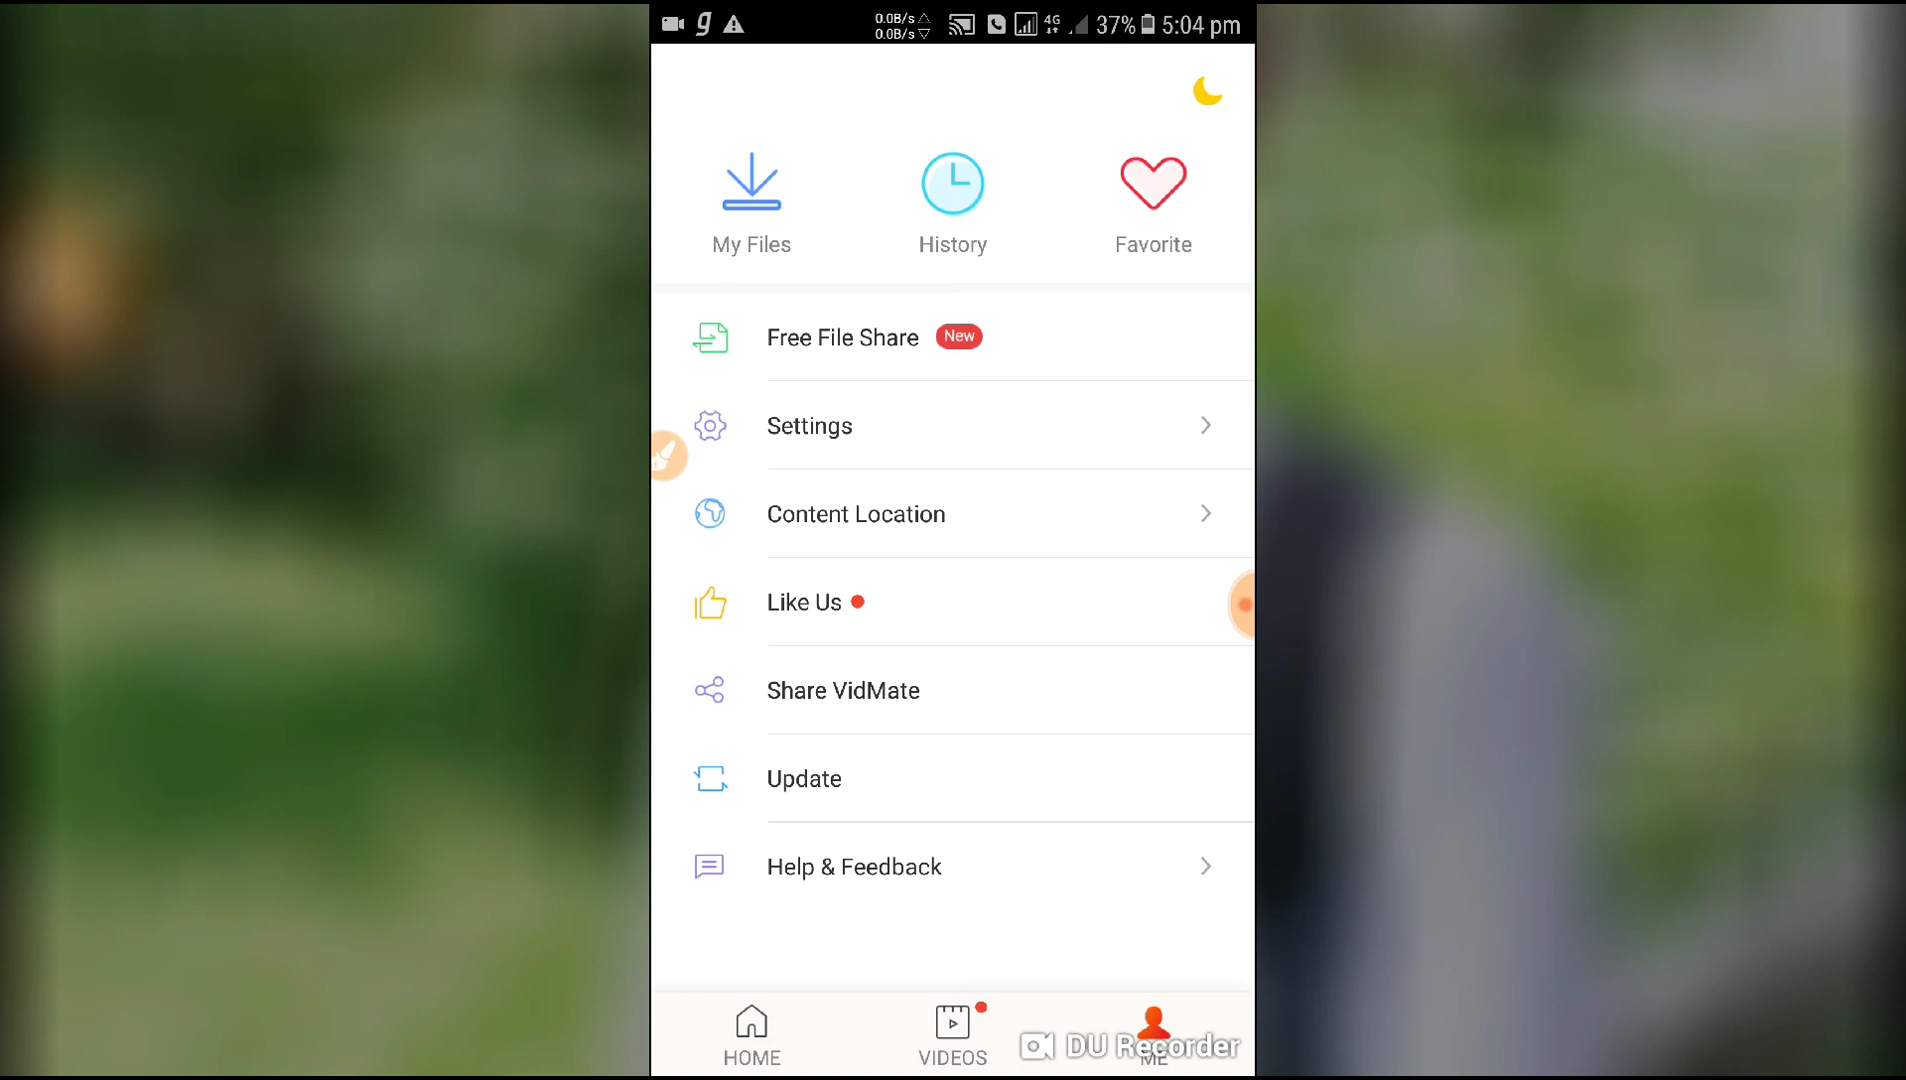 g 0.0B/s 4G 37% 5:04 pm
0.0B/s
My Files History Favorite
Free File Share New
Settings
Content Location
Like Us
Share VidMate
Update
Help & Feedback
HOME VIDEOS ME
DU Recorder